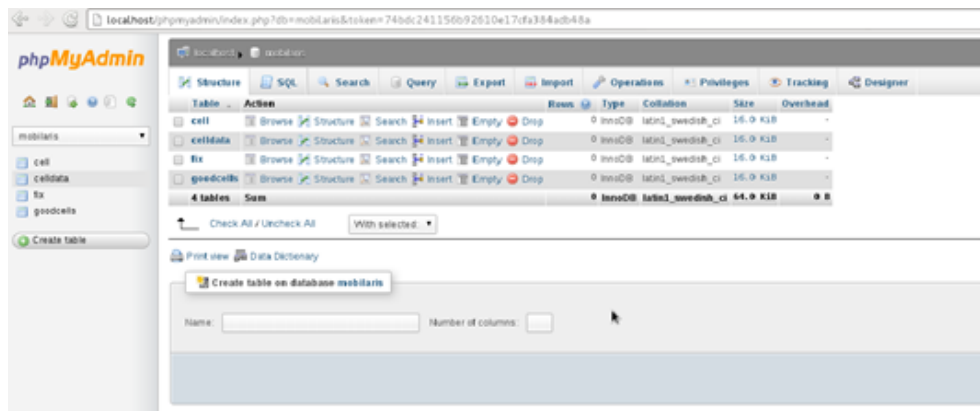 localhost/phpmyadmin/index.php?db=mobilaris&token=74bdc241156b92610e17cfa384adb48a
phpMyAdmin
localhost mobilaris
Structure SQL Search Query Export Import Operations Privileges Tracking Designer
Table Action Rows Type Collation Size Overhead
cell Browse Structure Search Insert Empty Drop 0 InnoDB latin1_swedish_ci 16.0 KiB -
celldata Browse Structure Search Insert Empty Drop 0 InnoDB latin1_swedish_ci 16.0 KiB -
fix Browse Structure Search Insert Empty Drop 0 InnoDB latin1_swedish_ci 16.0 KiB -
goodcells Browse Structure Search Insert Empty Drop 0 InnoDB latin1_swedish_ci 16.0 KiB -
4 tables Sum 0 InnoDB latin1_swedish_ci 64.0 KiB 0 B
mobilaris
cell
celldata
fix
goodcells
Create table
Check All / Uncheck All With selected:
Print view Data Dictionary
Create table on database mobilaris
Name: Number of columns: